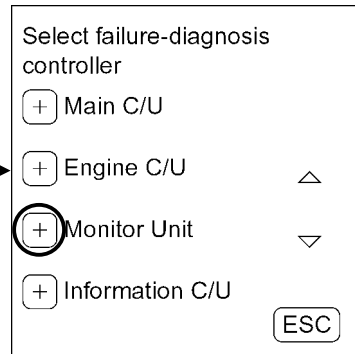 Select failure-diagnosis
controller
+ Main C/U
+ Engine C/U
+ Monitor Unit
+ Information C/U
ESC